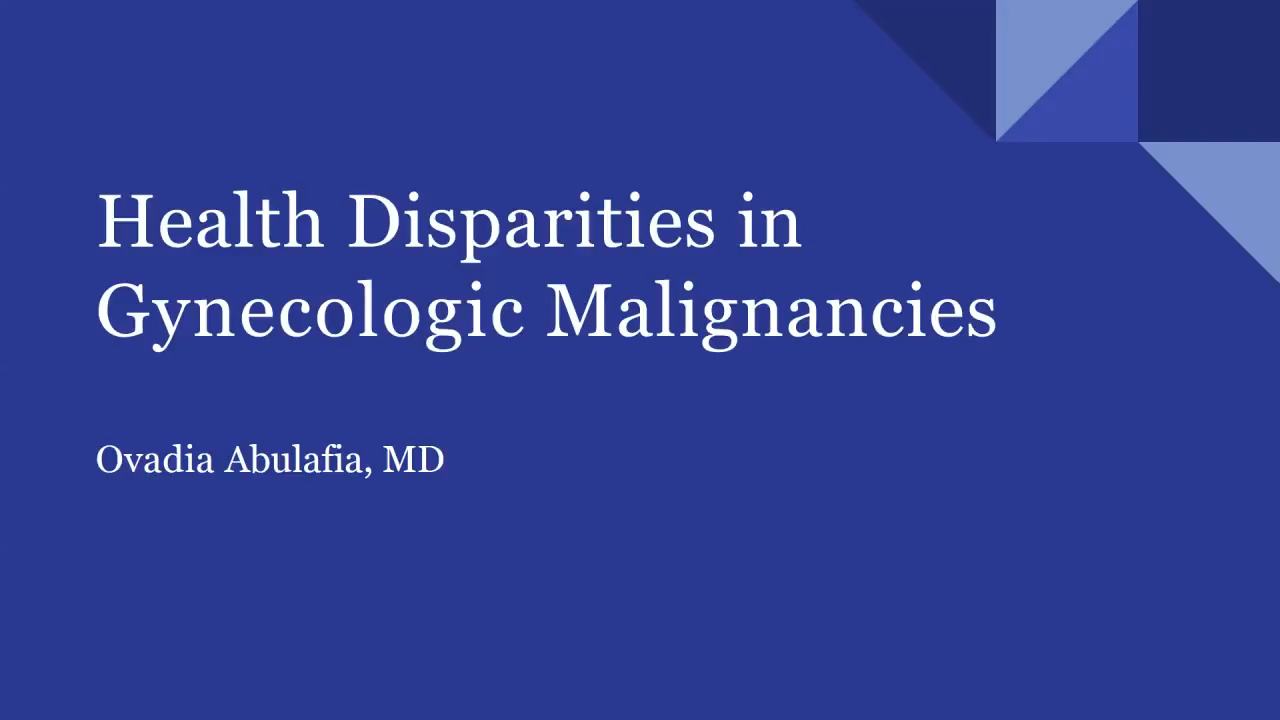 Health Disparities in
Gynecologic Malignancies
Ovadia Abulafia, MD